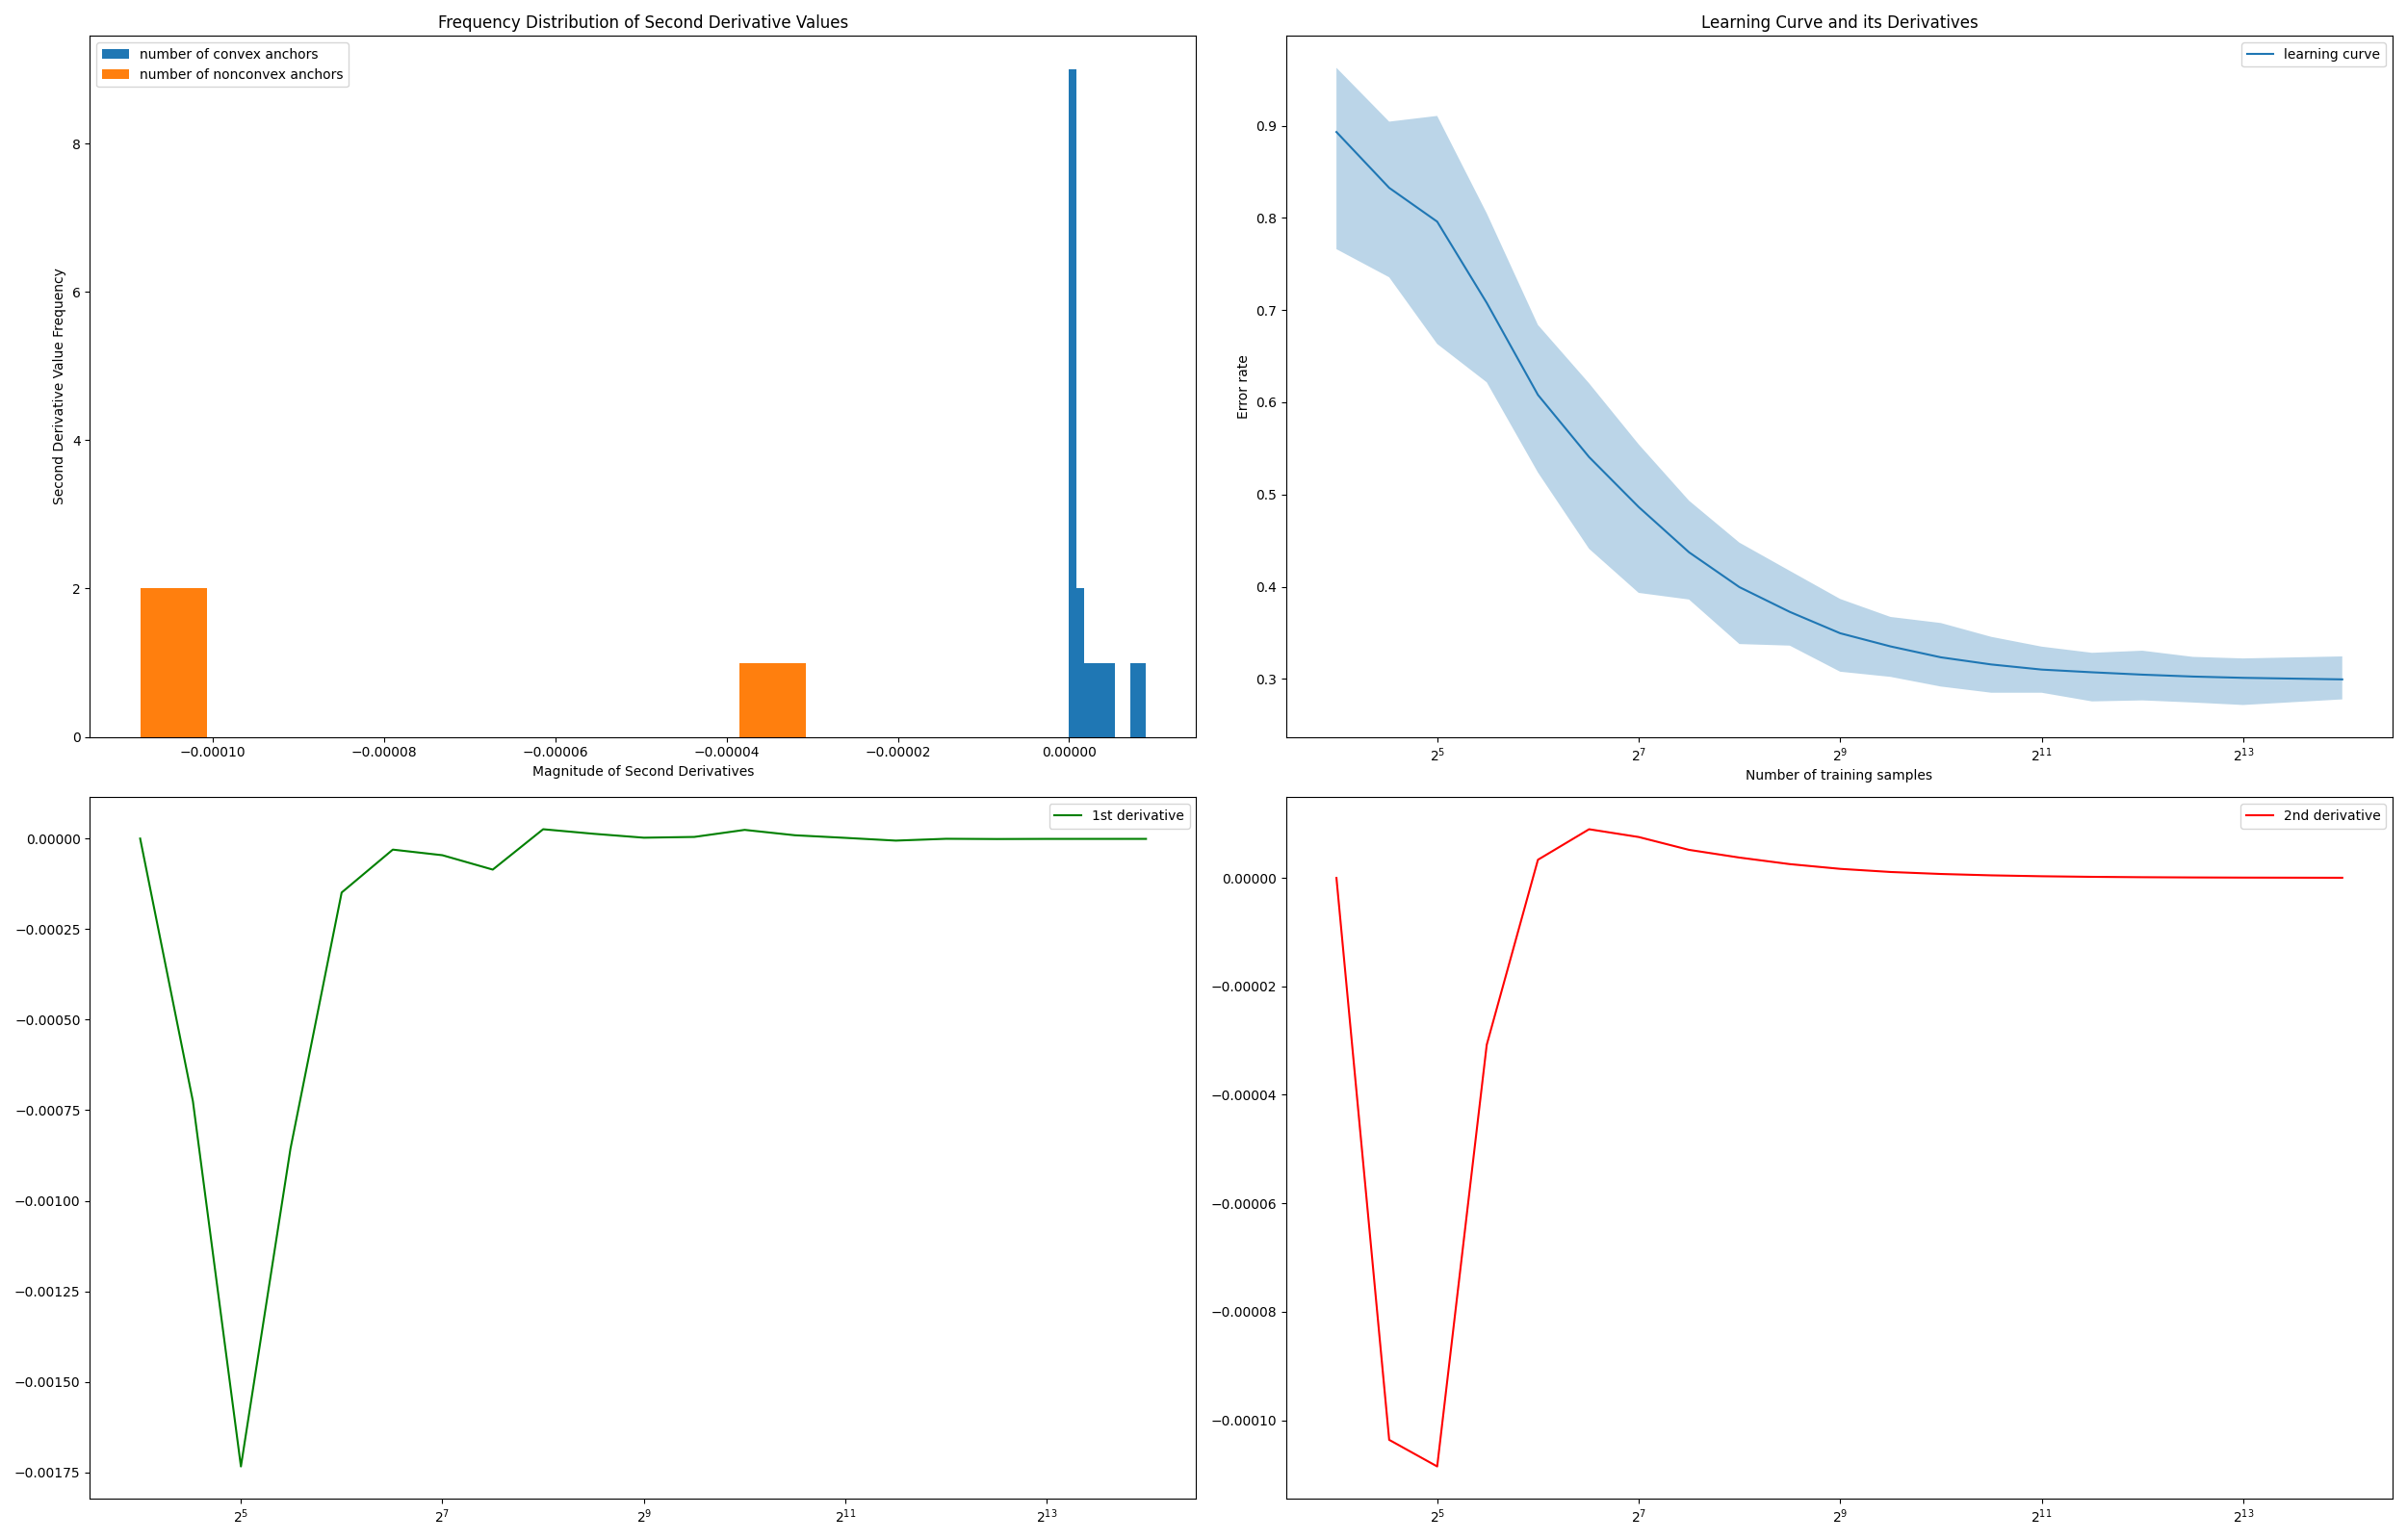 Frequency Distribution of Second Derivative Values
number of convex anchors
number of nonconvex anchors
Second Derivative Value Frequency
8
6
4
2
0
−0.00010 −0.00008 −0.00006 −0.00004 −0.00002 0.00000
Magnitude of Second Derivatives
Learning Curve and its Derivatives
learning curve
Error rate
0.9
0.8
0.7
0.6
0.5
0.4
0.3
2^5 2^7 2^9 2^11 2^13
Number of training samples
1st derivative
0.00000
−0.00025
−0.00050
−0.00075
−0.00100
−0.00125
−0.00150
−0.00175
2^5 2^7 2^9 2^11 2^13
2nd derivative
0.00000
−0.00002
−0.00004
−0.00006
−0.00008
−0.00010
2^5 2^7 2^9 2^11 2^13